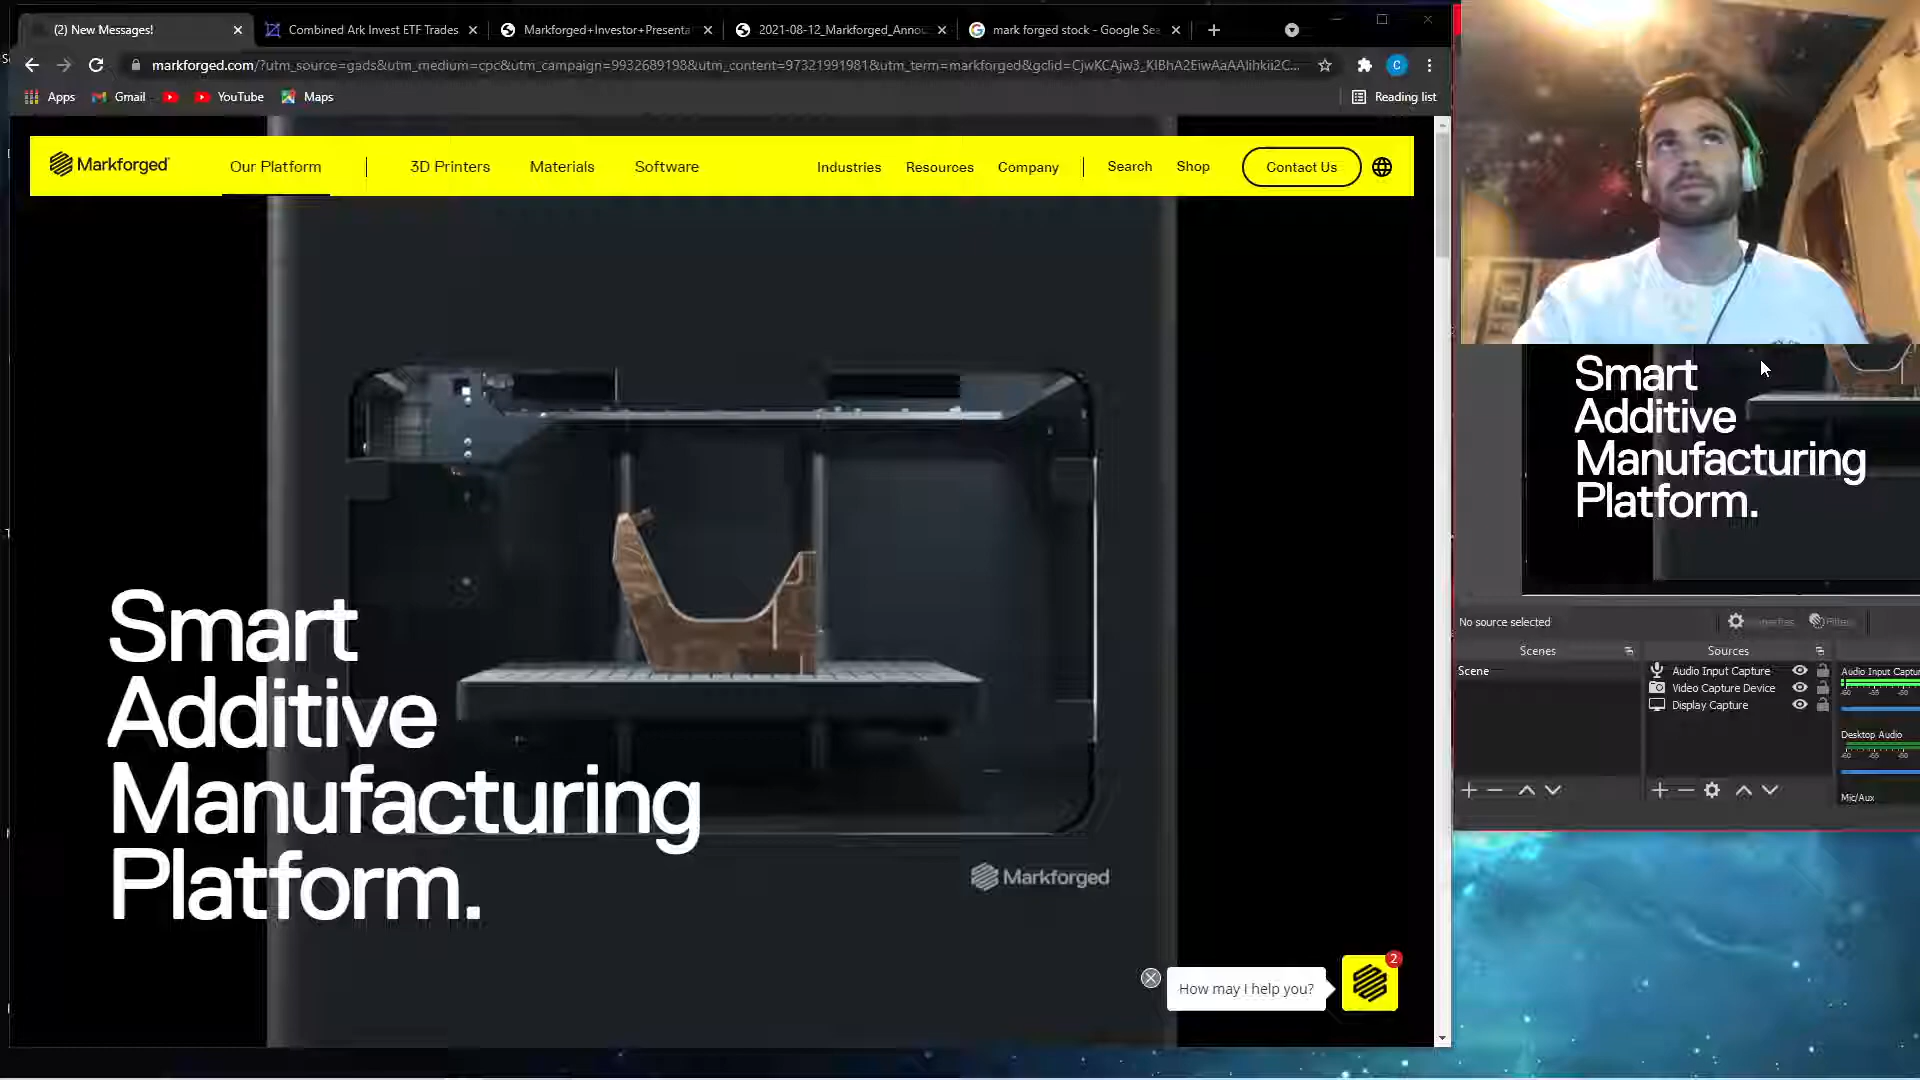 (2) New Messages!
Combined Ark Invest ETF Trades
Markforged+Investor+Presenta
2021-08-12_Markforged_Annou
mark forged stock - Google Sea
markforged.com/?utm_source=gads&utm_medium=cpc&utm_campaign=9932689198&utm_content=97321991981&utm_term=markforged&gclid=
C
Apps
Gmail
YouTube
Maps
Reading list
Markforged
Our Platform
3D Printers
Materials
Software
Industries
Resources
Company
Search
Shop
Contact Us
Smart
Additive
Manufacturing
Platform.
Markforged
How may I help you?
2
Smart
Additive
Manufacturing
Platform.
No source selected
Scenes
Sources
Scene
Audio Input Capture
Video Capture Device
Display Capture
Audio Input Captur
Desktop Audio
Mic/Aux